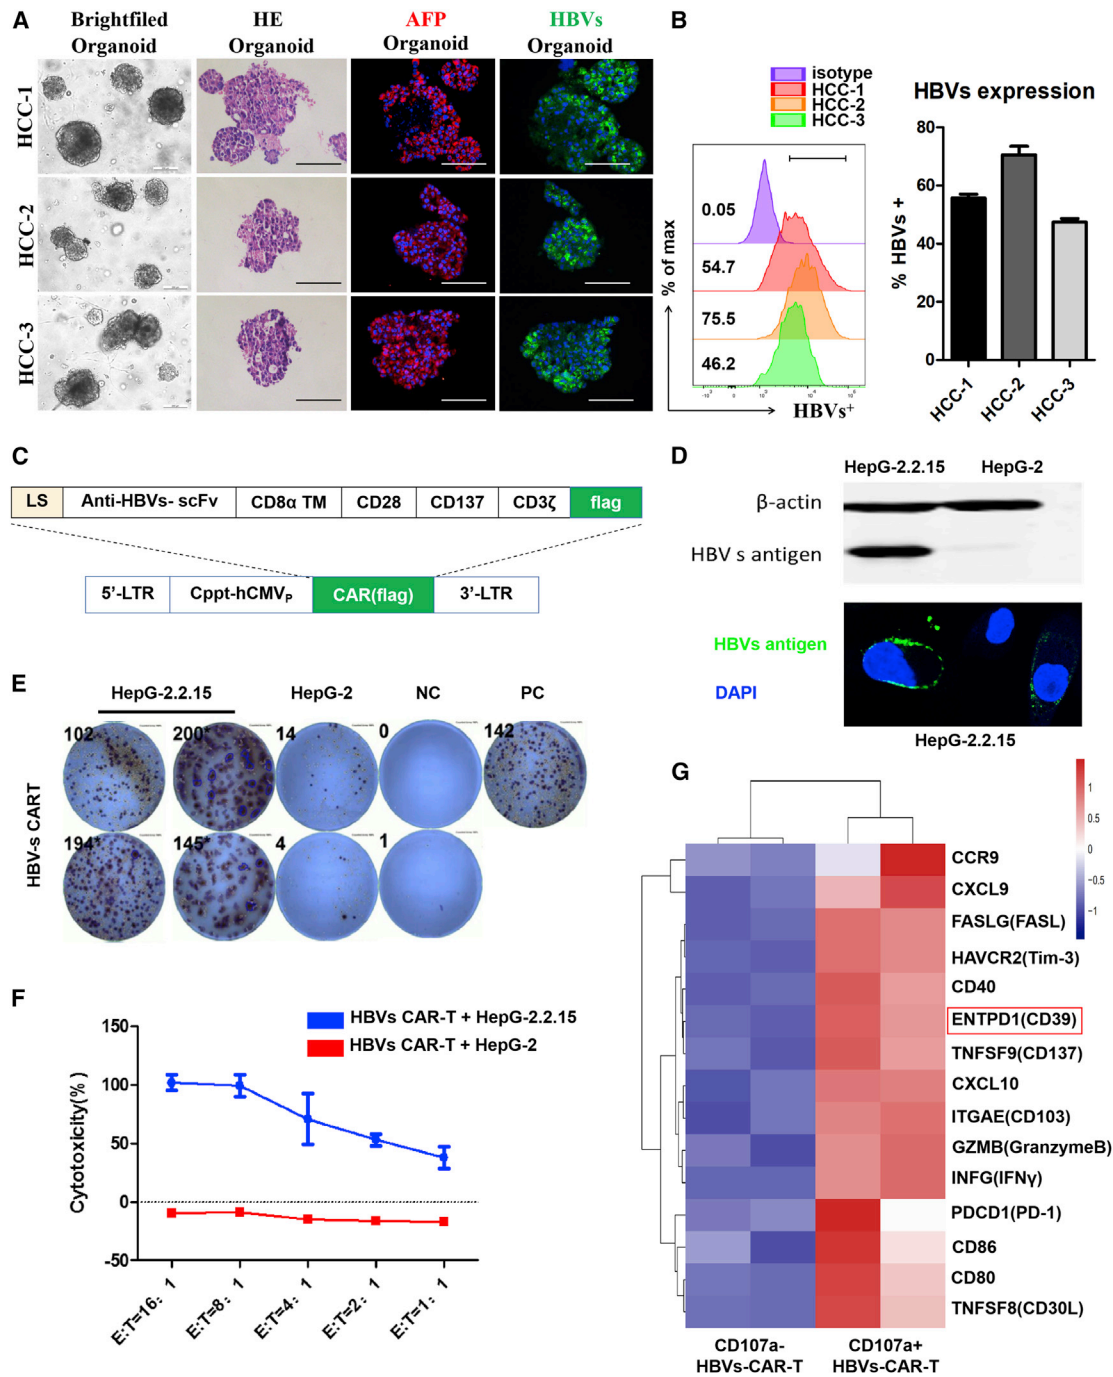 A
Brightfiled
Organoid
HE
Organoid
AFP
Organoid
HBVs
Organoid
HCC-1
HCC-2
HCC-3
B
isotype
HCC-1
HCC-2
HCC-3
0.05
54.7
75.5
46.2
% of max
HBVs+
HBVs expression
% HBVs +
80
60
40
20
0
HCC-1
HCC-2
HCC-3
C
LS
Anti-HBVs- scFv
CD8α TM
CD28
CD137
CD3ζ
flag
5'-LTR
Cppt-hCMVP
CAR(flag)
3'-LTR
D
HepG-2.2.15
HepG-2
β-actin
HBV s antigen
HBVs antigen
DAPI
HepG-2.2.15
E
HepG-2.2.15
HepG-2
NC
PC
HBV-s CART
102
200*
14
0
142
194*
145*
4
1
F
HBVs CAR-T + HepG-2.2.15
HBVs CAR-T + HepG-2
Cytotoxicity(%)
150
100
50
0
-50
E:T=16: 1
E:T=8: 1
E:T=4: 1
E:T=2: 1
E:T=1: 1
G
1
0.5
0
−0.5
−1
CCR9
CXCL9
FASLG(FASL)
HAVCR2(Tim-3)
CD40
ENTPD1(CD39)
TNFSF9(CD137)
CXCL10
ITGAE(CD103)
GZMB(GranzymeB)
INFG(IFNγ)
PDCD1(PD-1)
CD86
CD80
TNFSF8(CD30L)
CD107a-
HBVs-CAR-T
CD107a+
HBVs-CAR-T